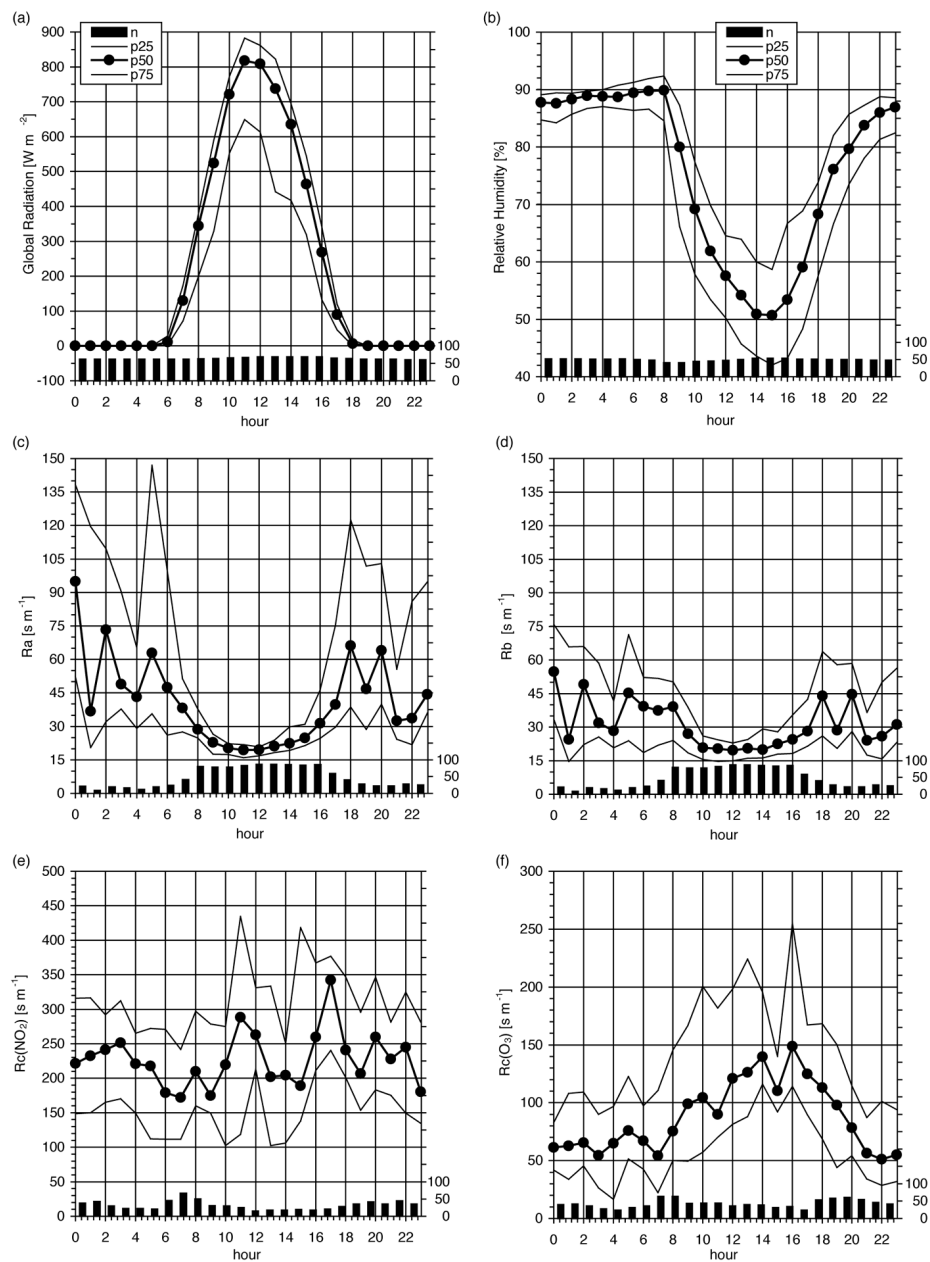 (a)
n
p25
p50
p75
Global Radiation [W m -2]
900
800
700
600
500
400
300
200
100
0
-100
100
50
0
0 2 4 6 8 10 12 14 16 18 20 22
hour
(b)
n
p25
p50
p75
Relative Humidity [%]
100
90
80
70
60
50
40
100
50
0
0 2 4 6 8 10 12 14 16 18 20 22
hour
(c)
Ra [s m -1]
150
135
120
105
90
75
60
45
30
15
0
100
50
0
0 2 4 6 8 10 12 14 16 18 20 22
hour
(d)
Rb [s m -1]
150
135
120
105
90
75
60
45
30
15
0
100
50
0
0 2 4 6 8 10 12 14 16 18 20 22
hour
(e)
Rc(NO2) [s m-1]
500
450
400
350
300
250
200
150
100
50
0
100
50
0
0 2 4 6 8 10 12 14 16 18 20 22
hour
(f)
Rc(O3) [s m-1]
300
250
200
150
100
50
0
100
50
0
0 2 4 6 8 10 12 14 16 18 20 22
hour